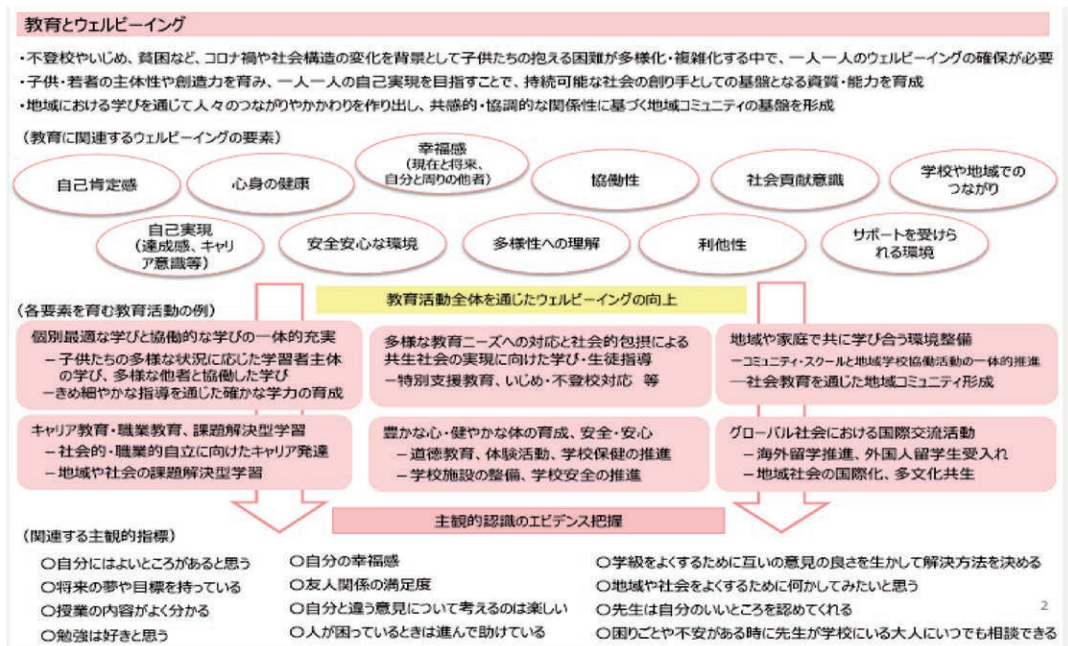 教育とウェルビーイング
・不登校やいじめ、貧困など、コロナ禍や社会構造の変化を背景として子供たちの抱える困難が多様化・複雑化する中で、一人一人のウェルビーイングの確保が必要
・子供・若者の主体性や創造力を育み、一人一人の自己実現を目指すことで、持続可能な社会の創り手としての基盤となる資質・能力を育成
・地域における学びを通じて人々のつながりやかかわりを作り出し、共感的・協調的な関係性に基づく地域コミュニティの基盤を形成
（教育に関連するウェルビーイングの要素）
自己肯定感
心身の健康
幸福感
（現在と将来、
自分と周りの他者）
協働性
社会貢献意識
学校や地域での
つながり
自己実現
（達成感、キャリ
ア意識等）
安全安心な環境
多様性への理解
利他性
サポートを受けら
れる環境
教育活動全体を通じたウェルビーイングの向上
（各要素を育む教育活動の例）
個別最適な学びと協働的な学びの一体的充実
－子供たちの多様な状況に応じた学習者主体
の学び、多様な他者と協働した学び
－きめ細やかな指導を通じた確かな学力の育成
多様な教育ニーズへの対応と社会的包摂による
共生社会の実現に向けた学び・生徒指導
－特別支援教育、いじめ・不登校対応 等
地域や家庭で共に学び合う環境整備
－コミュニティ・スクールと地域学校協働活動の一体的推進
－社会教育を通じた地域コミュニティ形成
キャリア教育・職業教育、課題解決型学習
－社会的・職業的自立に向けたキャリア発達
－地域や社会の課題解決型学習
豊かな心・健やかな体の育成、安全・安心
－道徳教育、体験活動、学校保健の推進
－学校施設の整備、学校安全の推進
グローバル社会における国際交流活動
－海外留学推進、外国人留学生受入れ
－地域社会の国際化、多文化共生
主観的認識のエビデンス把握
（関連する主観的指標）
○自分にはよいところがあると思う
○将来の夢や目標を持っている
○授業の内容がよく分かる
○勉強は好きと思う
○自分の幸福感
○友人関係の満足度
○自分と違う意見について考えるのは楽しい
○人が困っているときは進んで助けている
○学級をよくするために互いの意見の良さを生かして解決方法を決める
○地域や社会をよくするために何かしてみたいと思う
○先生は自分のいいところを認めてくれる
○困りごとや不安がある時に先生が学校にいる大人にいつでも相談できる
2